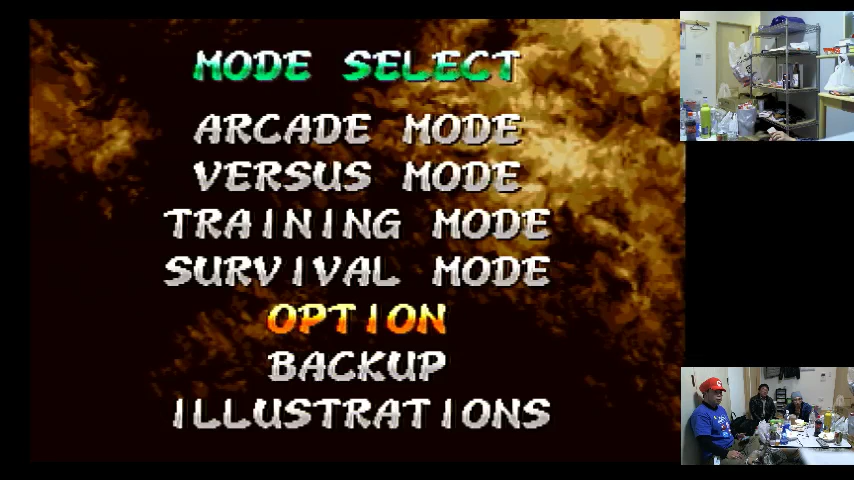 MODE SELECT
ARCADE MODE
VERSUS MODE
TRAINING MODE
SURVIVAL MODE
OPTION
BACKUP
ILLUSTRATIONS